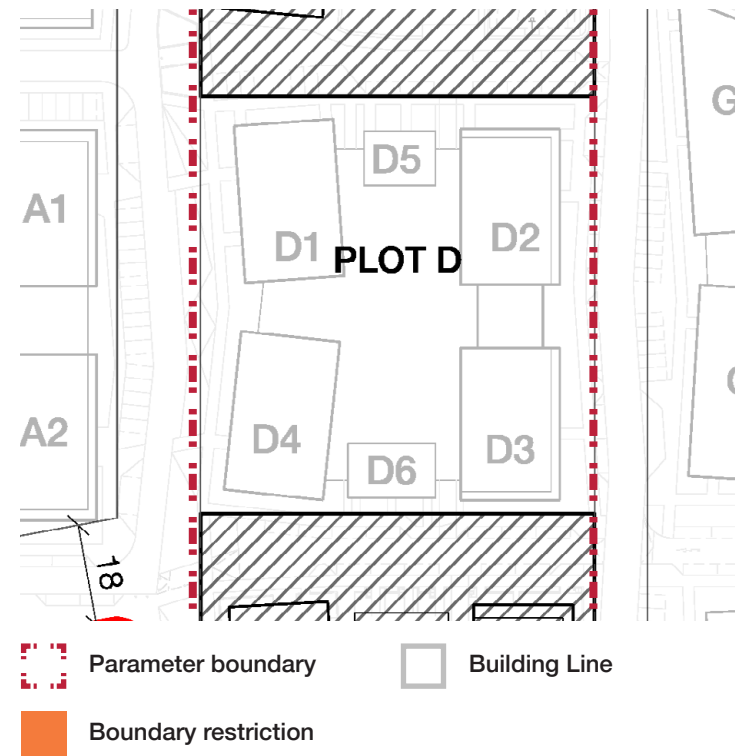 D5
A1
D1
D2
G
PLOT D
A2
D4
D6
D3
18
Parameter boundary
Building Line
Boundary restriction